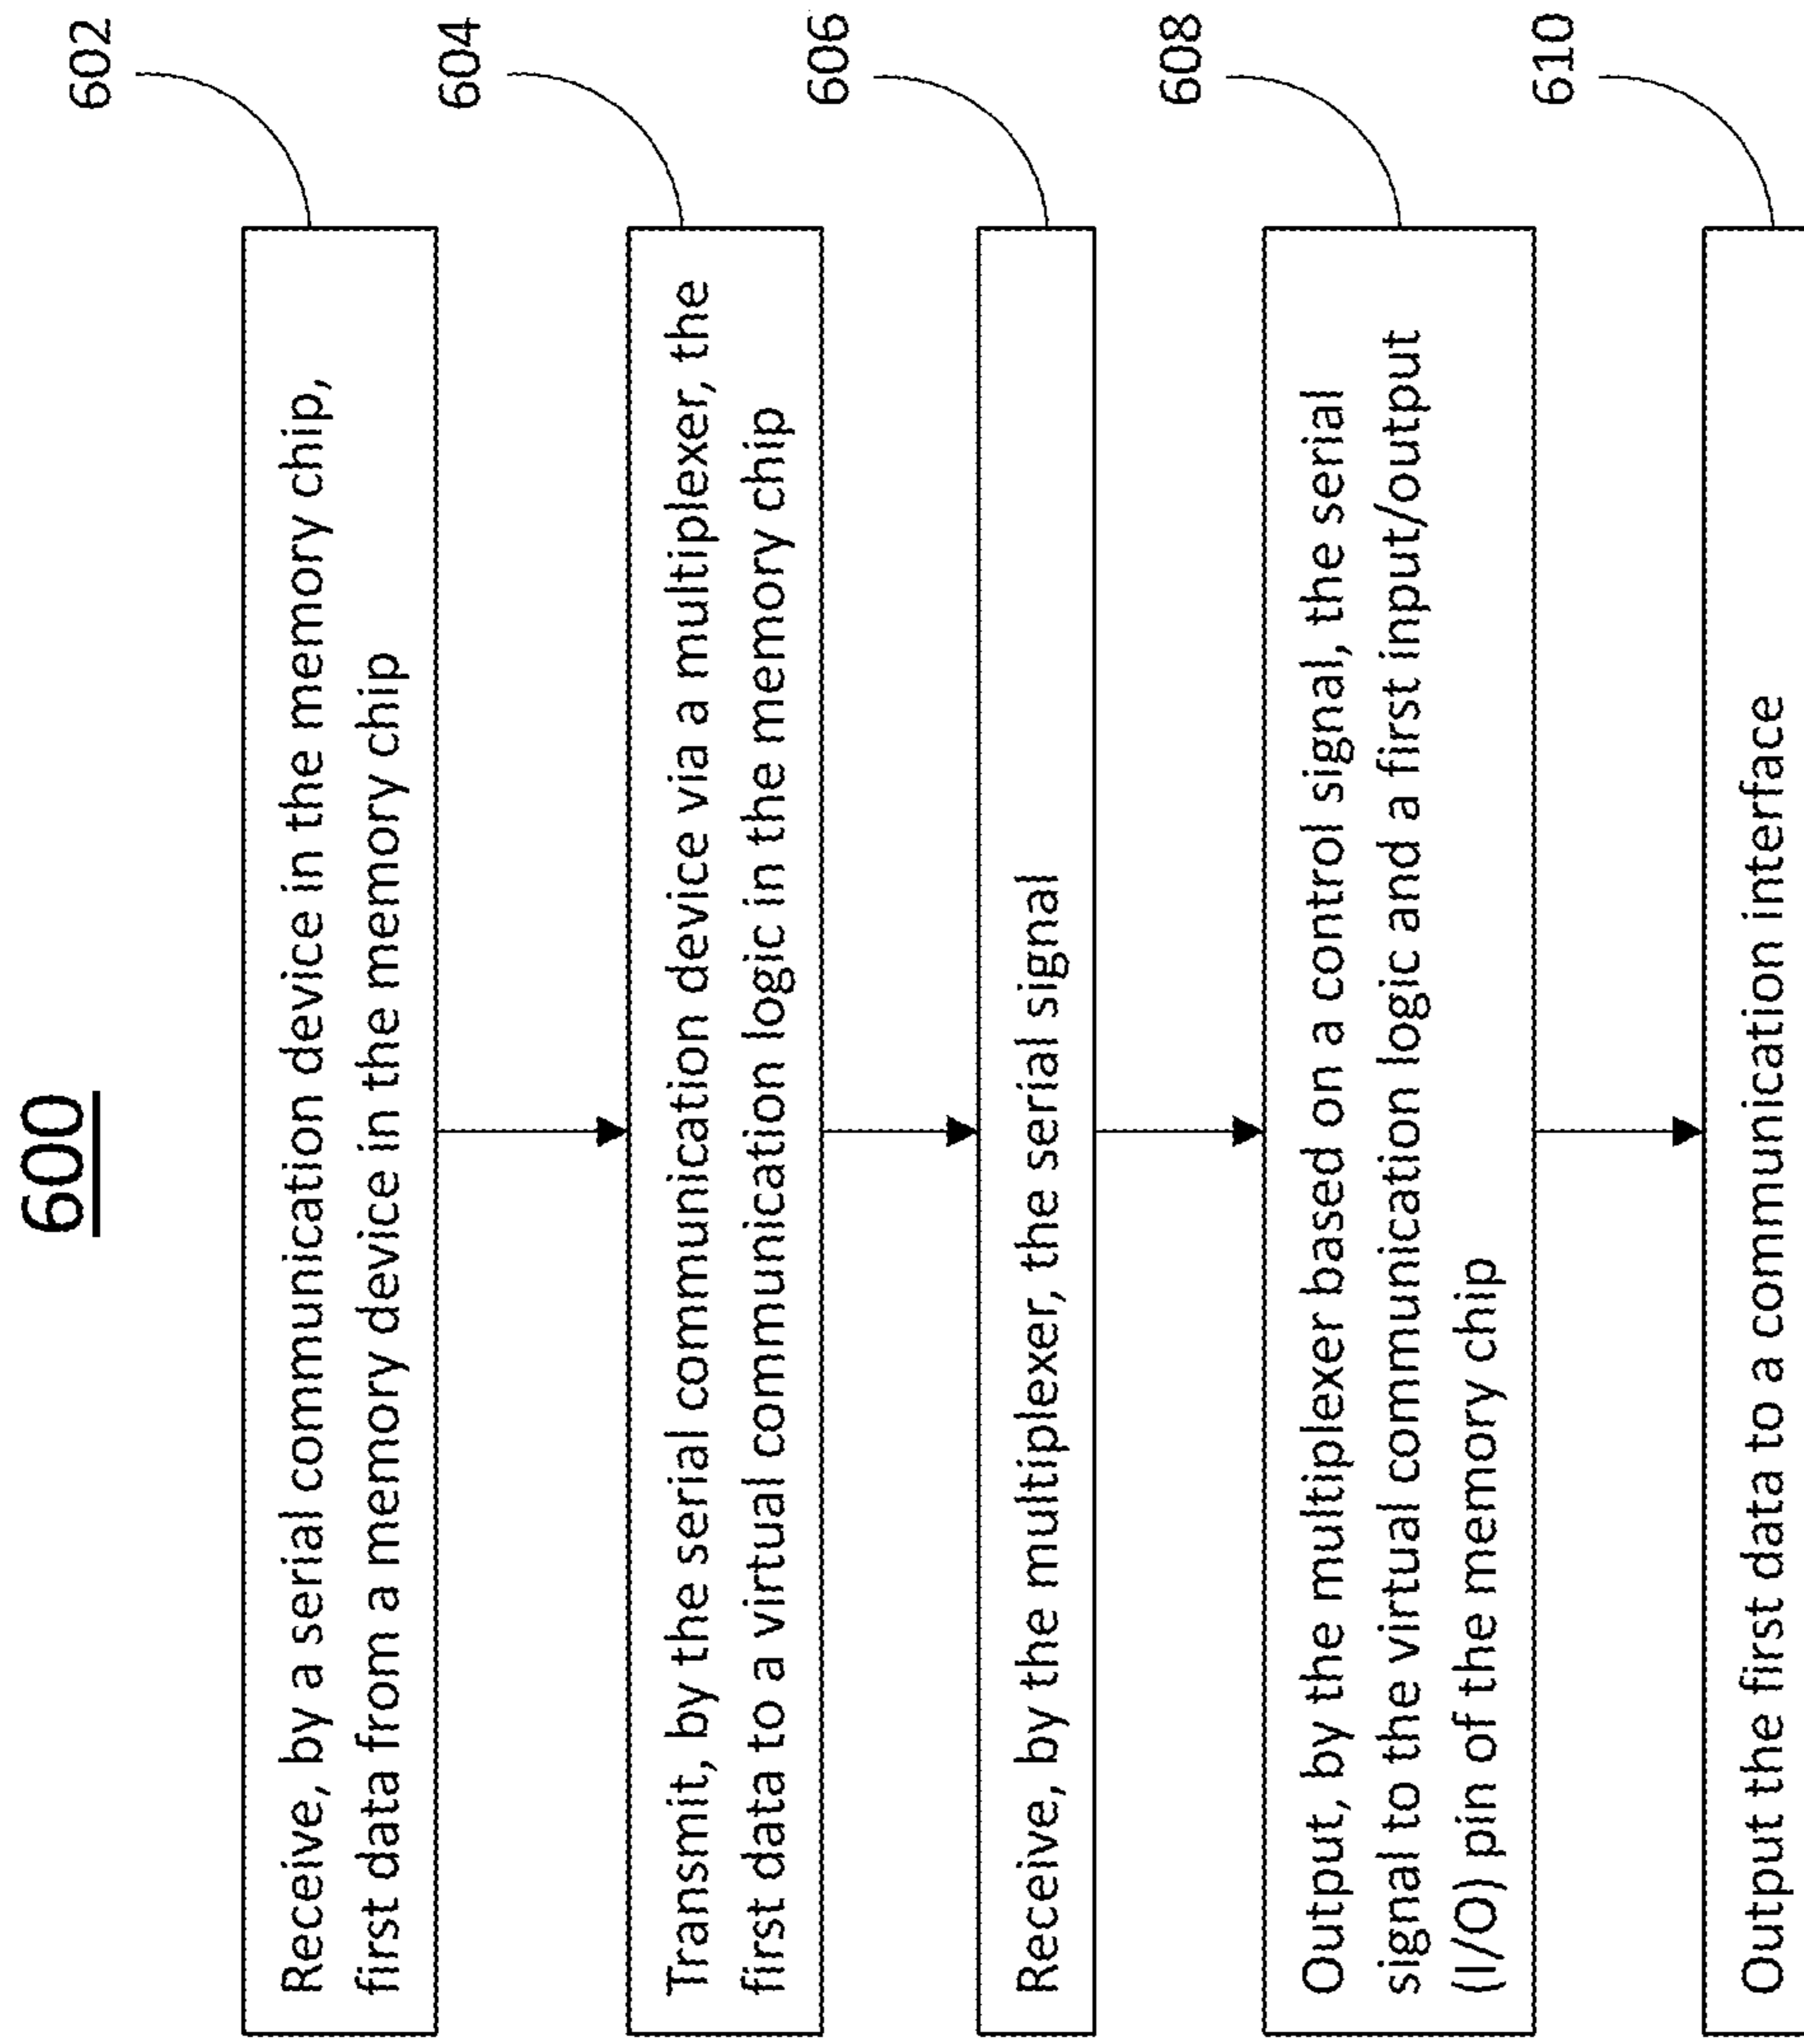 600
602
Receive, by a serial communication device in the memory chip,
first data from a memory device in the memory chip
604
Transmit, by the serial communication device via a multiplexer, the
first data to a virtual communication logic in the memory chip
606
Receive, by the multiplexer, the serial signal
608
Output, by the multiplexer based on a control signal, the serial
signal to the virtual communication logic and a first input/output
(I/O) pin of the memory chip
610
Output the first data to a communication interface